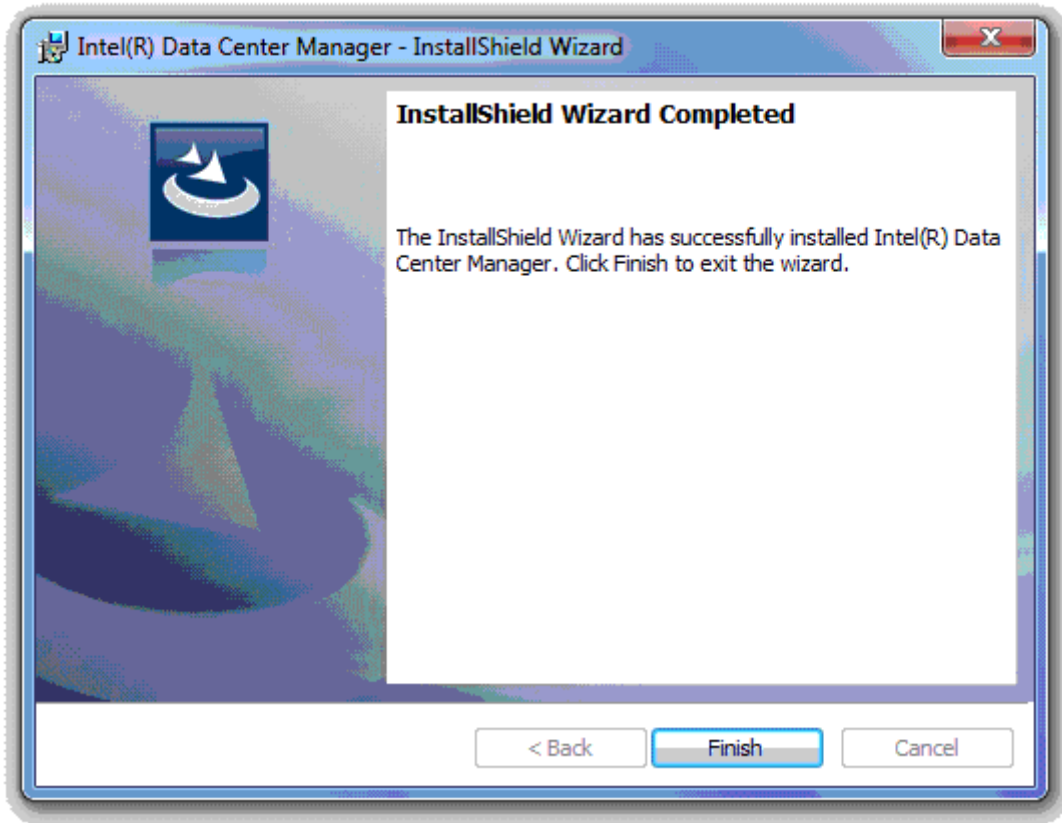 Intel(R) Data Center Manager - InstallShield Wizard
InstallShield Wizard Completed
The InstallShield Wizard has successfully installed Intel(R) Data
Center Manager. Click Finish to exit the wizard.
< Back
Finish
Cancel